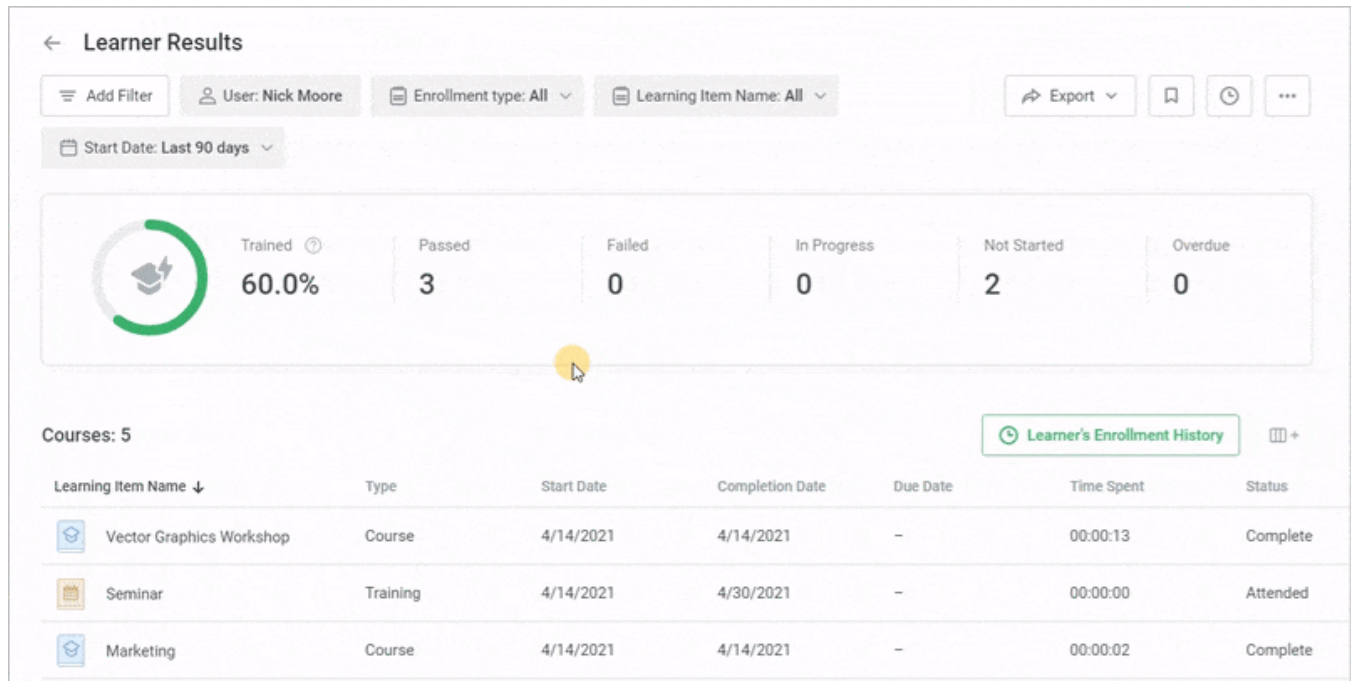 Learner Results
Add Filter User: Nick Moore Enrollment type: All Learning Item Name: All Export
Start Date: Last 90 days
Trained Passed Failed In Progress Not Started Overdue
60.0% 3 0 0 2 0
Courses: 5 Learner's Enrollment History
Learning Item Name Type Start Date Completion Date Due Date Time Spent Status
Vector Graphics Workshop Course 4/14/2021 4/14/2021 – 00:00:13 Complete
Seminar Training 4/14/2021 4/30/2021 – 00:00:00 Attended
Marketing Course 4/14/2021 4/14/2021 – 00:00:02 Complete